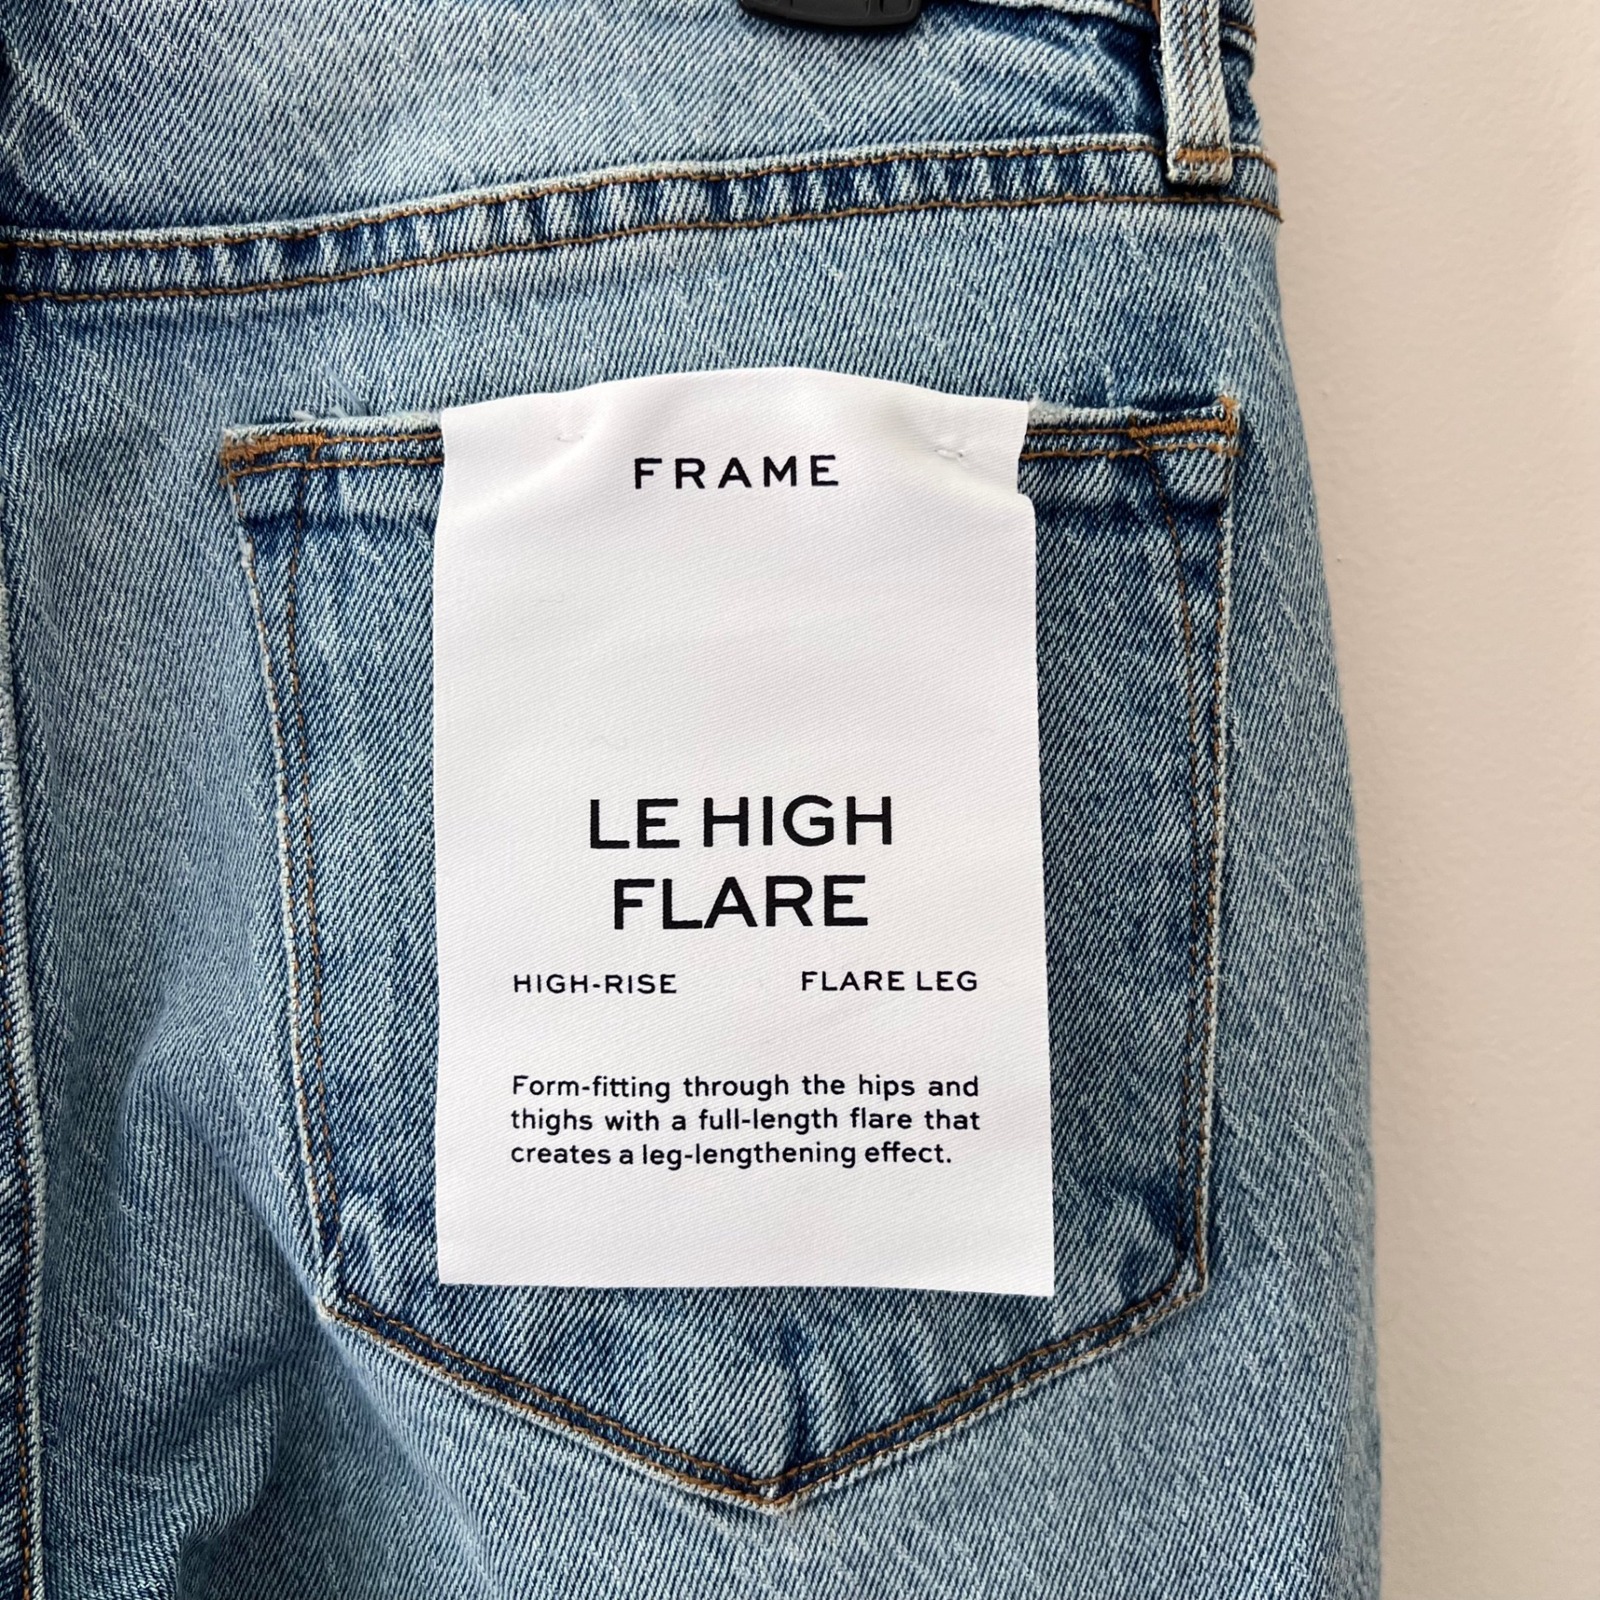 FRAME
LE HIGH
FLARE
HIGH-RISE FLARE LEG
Form-fitting through the hips and
thighs with a full-length flare that
creates a leg-lengthening effect.